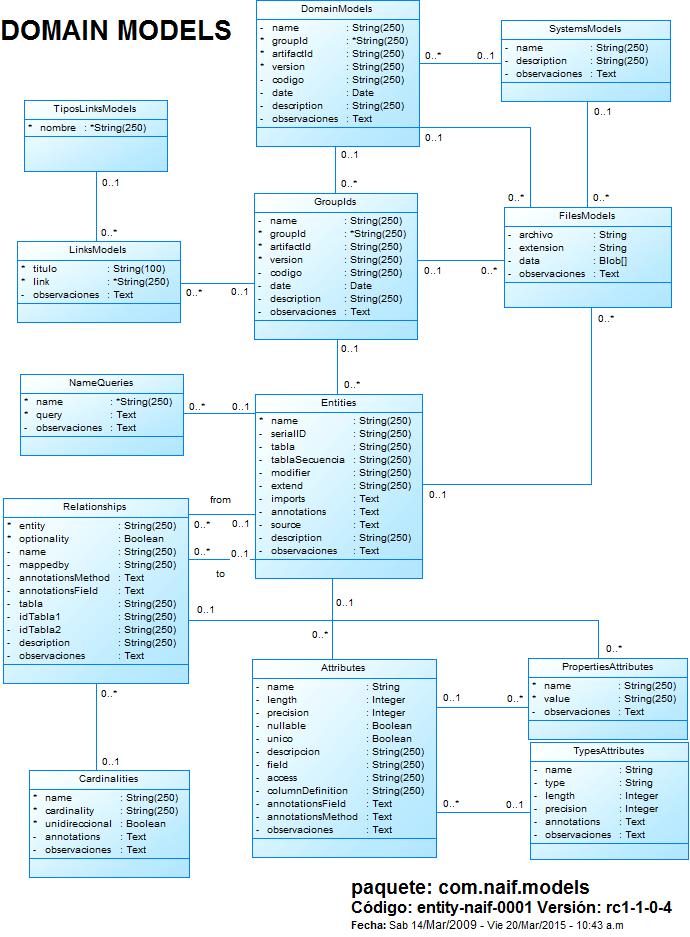 DOMAIN MODELS
DomainModels
- name : String(250)
* groupId : *String(250)
* artifactId : String(250)
* version : String(250)
- codigo : String(250)
- date : Date
- description : String(250)
- observaciones : Text
0..*
0..1
SystemsModels
- name : String(250)
- description : String(250)
- observaciones : Text
0..1
0..1
0..1
0..*
0..*
0..*
TiposLinksModels
* nombre : *String(250)
0..1
0..*
GroupIds
- name : String(250)
* groupId : *String(250)
* artifactId : String(250)
* version : String(250)
- codigo : String(250)
- date : Date
- description : String(250)
- observaciones : Text
FilesModels
- archivo : String
- extension : String
- data : Blob[]
- observaciones : Text
LinksModels
* titulo : String(100)
* link : *String(250)
- observaciones : Text
0..*
0..1
0..1
0..*
0..1
0..*
0..*
NameQueries
* name : *String(250)
* query : Text
- observaciones : Text
0..*
0..1
Entities
* name : String(250)
- serialID : String(250)
- tabla : String(250)
- tablaSecuencia : String(250)
- modifier : String(250)
- extend : String(250)
- imports : Text
- annotations : Text
- source : Text
- description : String(250)
- observaciones : Text
0..1
Relationships
* entity : String(250)
* optionality : Boolean
- name : String(250)
- mappedby : String(250)
- annotationsMethod : Text
- annotationsField : Text
- tabla : String(250)
- idTabla1 : String(250)
- idTabla2 : String(250)
- description : String(250)
- observaciones : Text
from
0..*
0..1
0..*
0..1
to
0..1
0..1
0..*
0..*
0..*
0..1
Attributes
- name : String
- length : Integer
- precision : Integer
- nullable : Boolean
- unico : Boolean
- descripcion : String(250)
- field : String(250)
- access : String(250)
- columnDefinition : String(250)
- annotationsField : Text
- annotationsMethod : Text
- observaciones : Text
0..1
0..*
PropertiesAttributes
* name : String(250)
* value : String(250)
- observaciones : Text
0..*
0..1
TypesAttributes
- name : String
- type : String
- length : Integer
- precision : Integer
- annotations : Text
- observaciones : Text
Cardinalities
* name : String(250)
* cardinality : String(250)
* unidireccional : Boolean
- annotations : Text
- observaciones : Text
paquete: com.naif.models
Código: entity-naif-0001 Versión: rc1-1-0-4
Fecha: Sab 14/Mar/2009 - Vie 20/Mar/2015 - 10:43 a.m